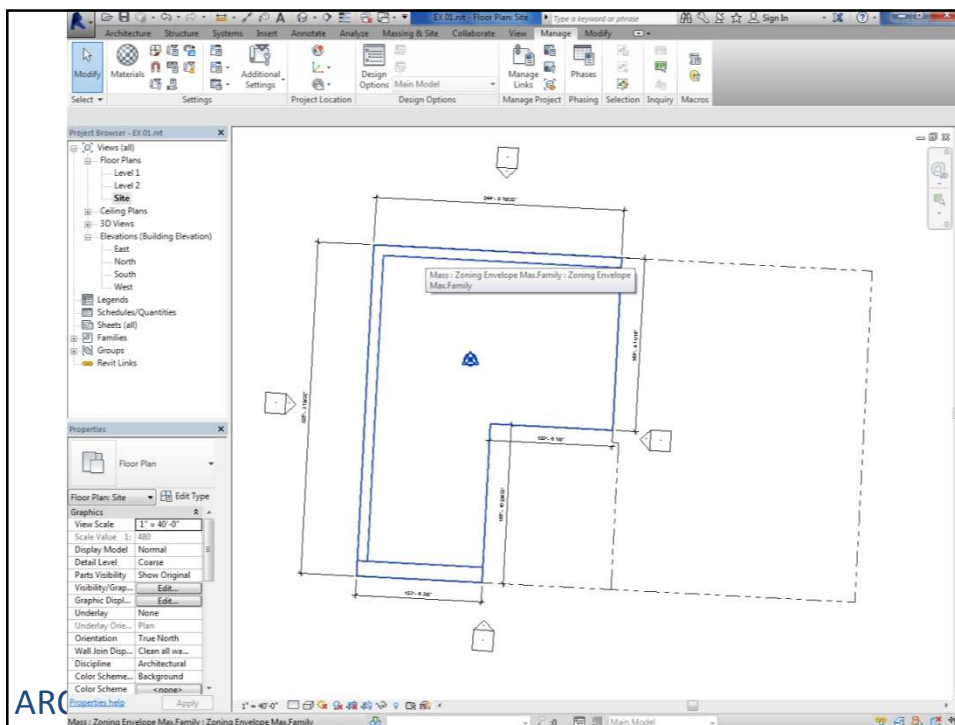 EX 01.rvt - Floor Plan: Site
Type a keyword or phrase
Sign In
Architecture Structure Systems Insert Annotate Analyze Massing & Site Collaborate View Manage Modify
Modify
Materials
Additional Settings
Design Options
Main Model
Manage Links
Phases
Select
Settings
Project Location
Design Options
Manage Project
Phasing
Selection
Inquiry
Macros
Project Browser - EX 01.rvt
Views (all)
Floor Plans
Level 1
Level 2
Site
Ceiling Plans
3D Views
Elevations (Building Elevation)
East
North
South
West
Legends
Schedules/Quantities
Sheets (all)
Families
Groups
Revit Links
Mass : Zoning Envelope Max.Family : Zoning Envelope
Max.Family
Properties
Floor Plan
Floor Plan: Site
Edit Type
Graphics
View Scale 1" = 40'-0"
Scale Value 1: 480
Display Model Normal
Detail Level Coarse
Parts Visibility Show Original
Visibility/Grap... Edit...
Graphic Displ... Edit...
Underlay None
Underlay Orie... Plan
Orientation True North
Wall Join Disp... Clean all wa...
Discipline Architectural
Color Scheme... Background
Color Scheme <none>
Properties help
Apply
1" = 40'-0"
Mass : Zoning Envelope Max.Family : Zoning Envelope Max.Family
:0
Main Model